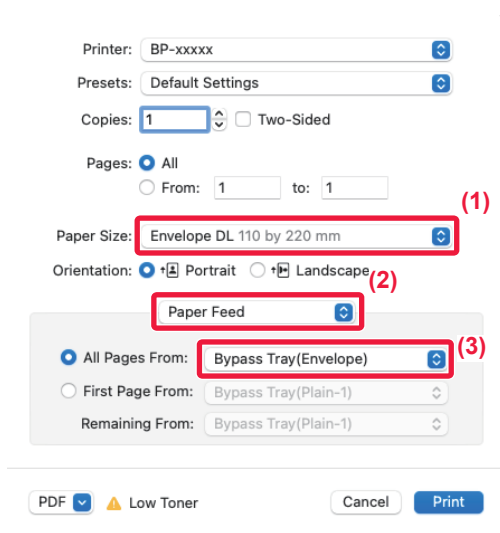 Printer: BP-xxxxx
Presets: Default Settings
Copies: 1 Two-Sided
Pages: All
From: 1 to: 1
(1)
Paper Size: Envelope DL 110 by 220 mm
Orientation: Portrait Landscape
(2)
Paper Feed
(3)
All Pages From: Bypass Tray(Envelope)
First Page From: Bypass Tray(Plain-1)
Remaining From: Bypass Tray(Plain-1)
PDF Low Toner Cancel Print